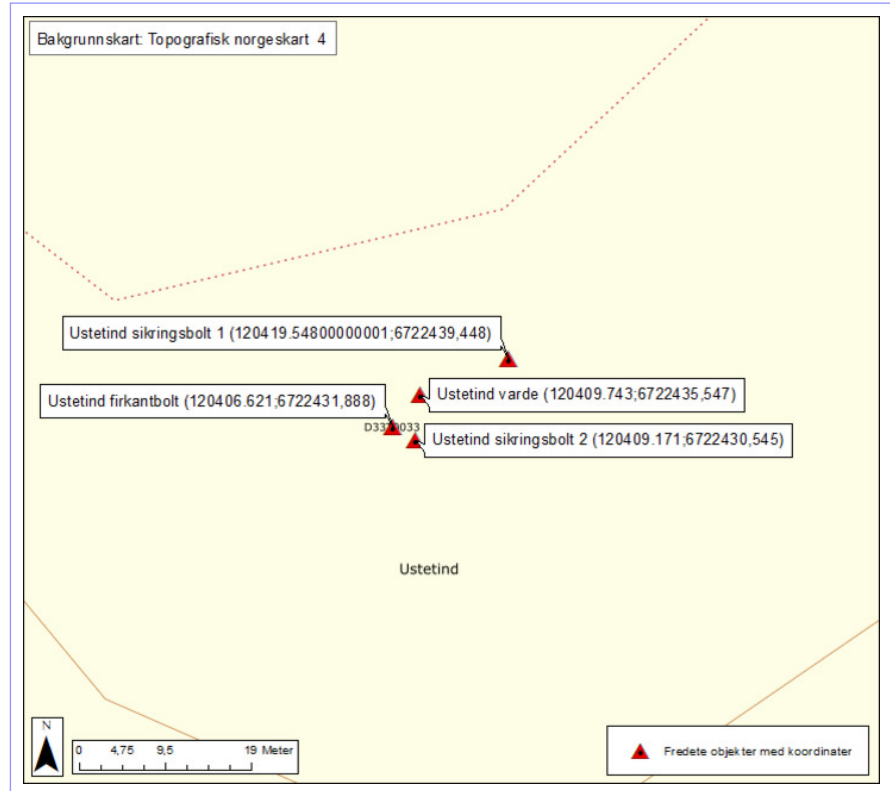 Bakgrunnskart: Topografisk norgeskart 4
Ustetind sikringsbolt 1 (120419.54800000001;6722439,448)
Ustetind varde (120409.743;6722435,547)
Ustetind firkantbolt (120406.621;6722431,888)
Ustetind sikringsbolt 2 (120409.171;6722430,545)
Ustetind
N
0 4,75 9,5 19 Meter
Fredete objekter med koordinater